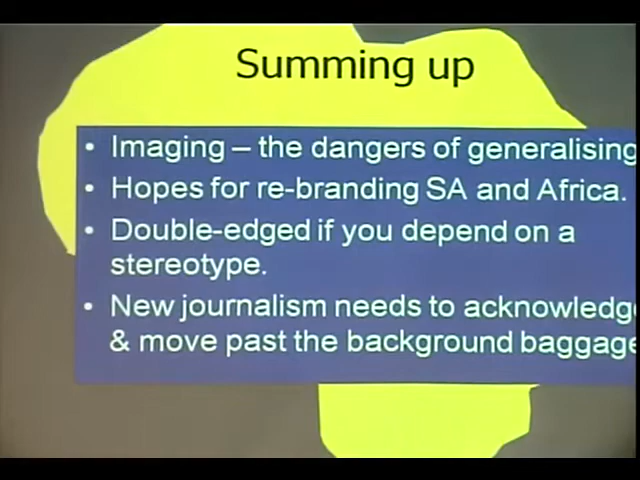 Summing up
• Imaging – the dangers of generalising
• Hopes for re-branding SA and Africa.
• Double-edged if you depend on a
stereotype.
• New journalism needs to acknowledge
& move past the background baggage